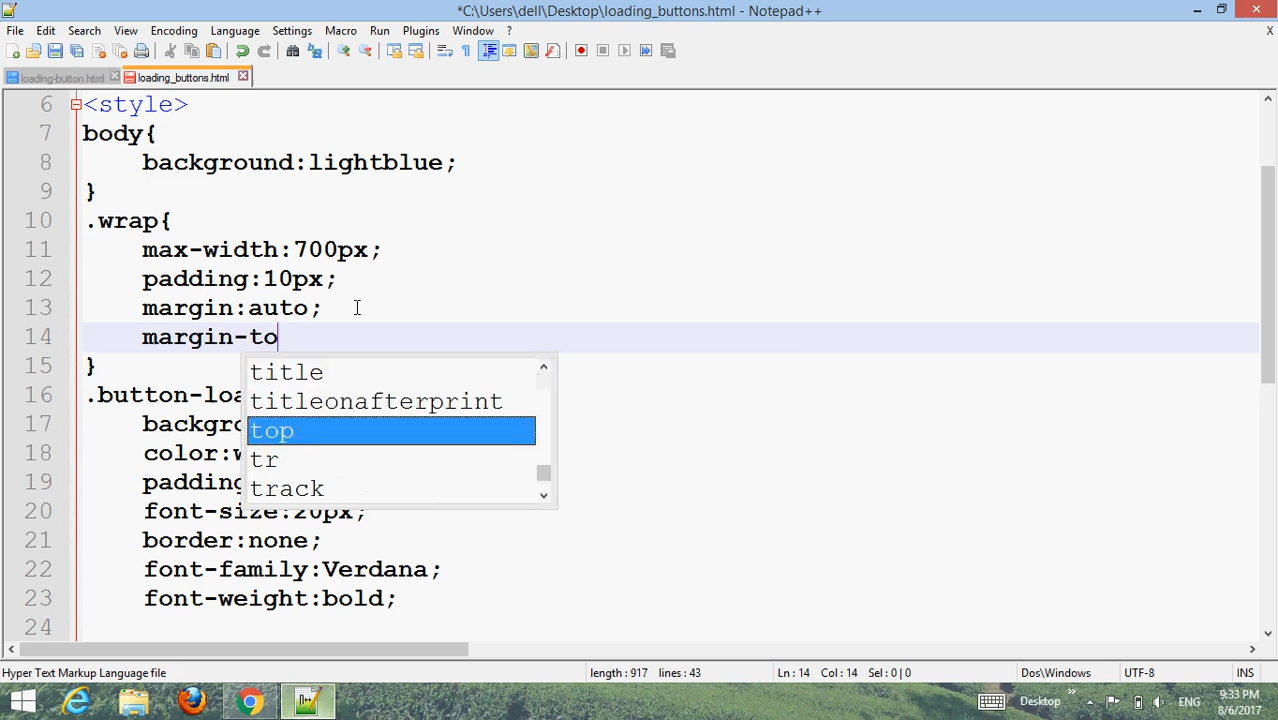 *C:\Users\dell\Desktop\loading_buttons.html - Notepad++
File Edit Search View Encoding Language Settings Macro Run Plugins Window ? X
loading-button.html loading_buttons.html
6 <style>
7 body{
8 background:lightblue;
9 }
10 .wrap{
11 max-width:700px;
12 padding:10px;
13 margin:auto;
14 margin-to
15 }
title
16 .button-loa
titleonafterprint
17 backgro
top
18 color:w
tr
19 padding
track
20 font-size:20px;
21 border:none;
22 font-family:Verdana;
23 font-weight:bold;
24
Hyper Text Markup Language file length : 917 lines : 43 Ln : 14 Col : 14 Sel : 0 | 0 Dos\Windows UTF-8 INS
Desktop ENG 9:33 PM
8/6/2017